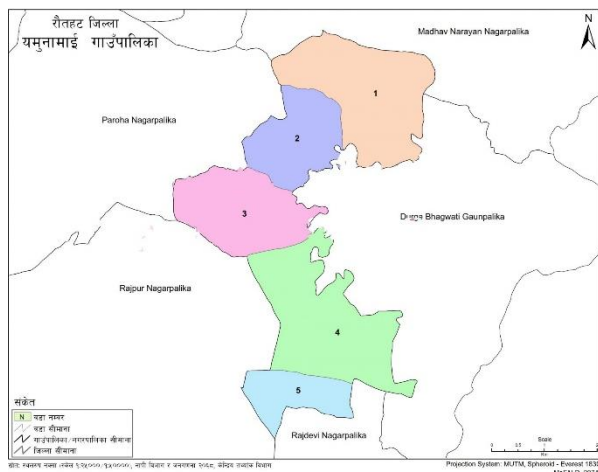 रौतहट जिल्ला
यमुनामाई गाउँपालिका
Madhav Narayan Nagarpalika
N
1
Paroha Nagarpalika
2
3
Bhagwati Gaunpalika
Rajpur Nagarpalika
4
5
Rajdevi Nagarpalika
संकेत
N वडा नम्बर
वडा सीमाना
गाउँपालिका/नगरपालिका सीमाना
जिल्ला सीमाना
Scale
Projection System: MUTM, Spheroid - Everest 1830